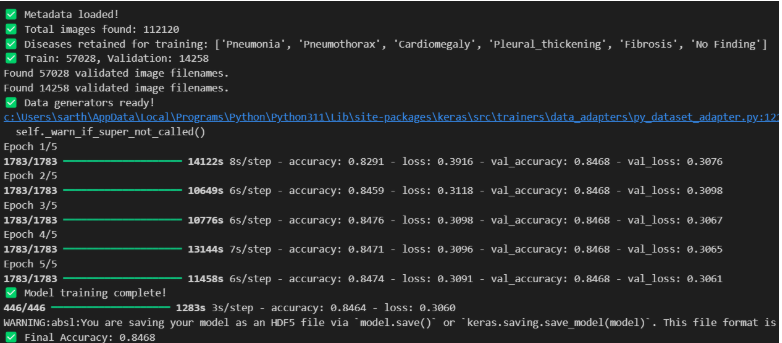 ✅ Metadata loaded!
✅ Total images found: 112120
✅ Diseases retained for training: ['Pneumonia', 'Pneumothorax', 'Cardiomegaly', 'Pleural_thickening', 'Fibrosis', 'No Finding']
✅ Train: 57028, Validation: 14258
Found 57028 validated image filenames.
Found 14258 validated image filenames.
✅ Data generators ready!
c:\Users\sarth\AppData\Local\Programs\Python\Python311\Lib\site-packages\keras\src\trainers\data_adapters\py_dataset_adapter.py:12
  self._warn_if_super_not_called()
Epoch 1/5
1783/1783 ━━━━━━━━━━━━━━━━━━━━ 14122s 8s/step - accuracy: 0.8291 - loss: 0.3916 - val_accuracy: 0.8468 - val_loss: 0.3076
Epoch 2/5
1783/1783 ━━━━━━━━━━━━━━━━━━━━ 10649s 6s/step - accuracy: 0.8459 - loss: 0.3118 - val_accuracy: 0.8468 - val_loss: 0.3098
Epoch 3/5
1783/1783 ━━━━━━━━━━━━━━━━━━━━ 10776s 6s/step - accuracy: 0.8476 - loss: 0.3098 - val_accuracy: 0.8468 - val_loss: 0.3067
Epoch 4/5
1783/1783 ━━━━━━━━━━━━━━━━━━━━ 13144s 7s/step - accuracy: 0.8471 - loss: 0.3096 - val_accuracy: 0.8468 - val_loss: 0.3065
Epoch 5/5
1783/1783 ━━━━━━━━━━━━━━━━━━━━ 11458s 6s/step - accuracy: 0.8474 - loss: 0.3091 - val_accuracy: 0.8468 - val_loss: 0.3061
✅ Model training complete!
446/446 ━━━━━━━━━━━━━━━━━━━━ 1283s 3s/step - accuracy: 0.8464 - loss: 0.3060
WARNING:absl:You are saving your model as an HDF5 file via `model.save()` or `keras.saving.save_model(model)`. This file format is
✅ Final Accuracy: 0.8468